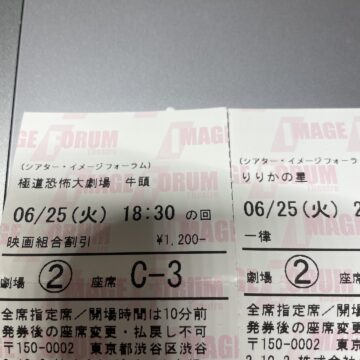 (シアター・イメージフォーラム)
極道恐怖大劇場 牛頭
06/25(火) 18:30 の回
映画組合割引 ¥1,200-
劇場 ② 座席 C-3
全席指定席/開場時間は10分前
発券後の座席変更・払戻し不可
〒150-0002 東京都渋谷区渋谷
(シアター・イメージフォーラム)
りりかの星
06/25(火) 2
一律
劇場 ② 座席
全席指定席/開場
発券後の座席変更
〒150-0002 東
IMAGE FORUM